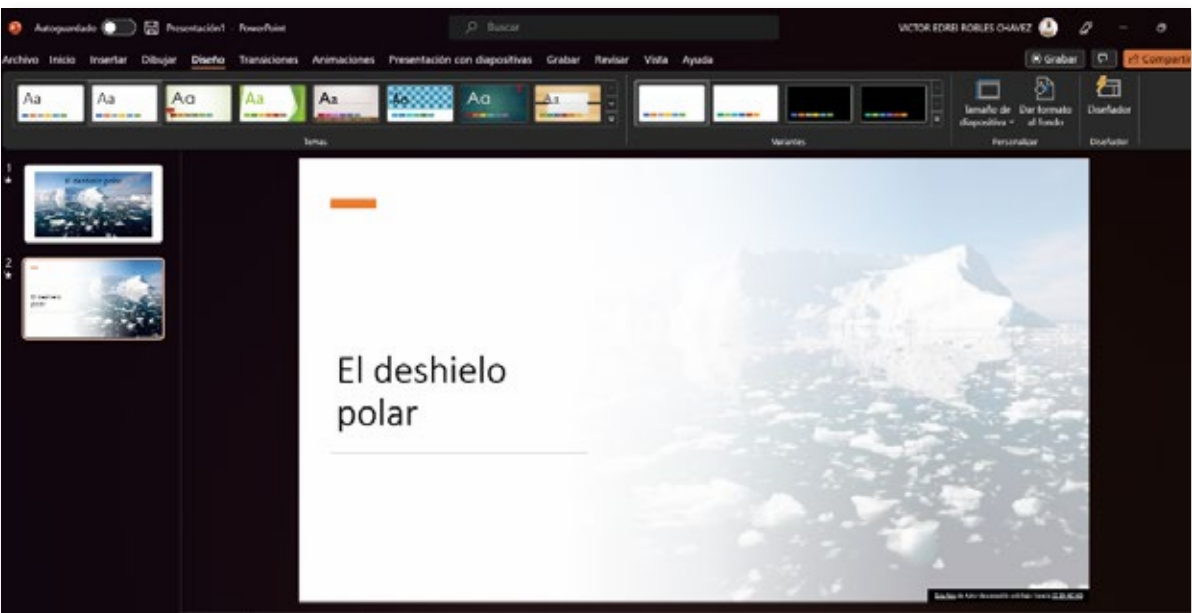 Autoguardado Presentación1 - PowerPoint Buscar VICTOR EDREI ROBLES CHAVEZ
Archivo Inicio Insertar Dibujar Diseño Transiciones Animaciones Presentación con diapositivas Grabar Revisar Vista Ayuda Grabar Compartir
Aa Aa Aa Aa Aa Aa Aa Aa
Tamaño de diapositiva
Dar formato al fondo
Diseñador
Temas Variantes Personalizar Diseñador
1
El deshielo polar
2
El deshielo
polar
El deshielo
polar